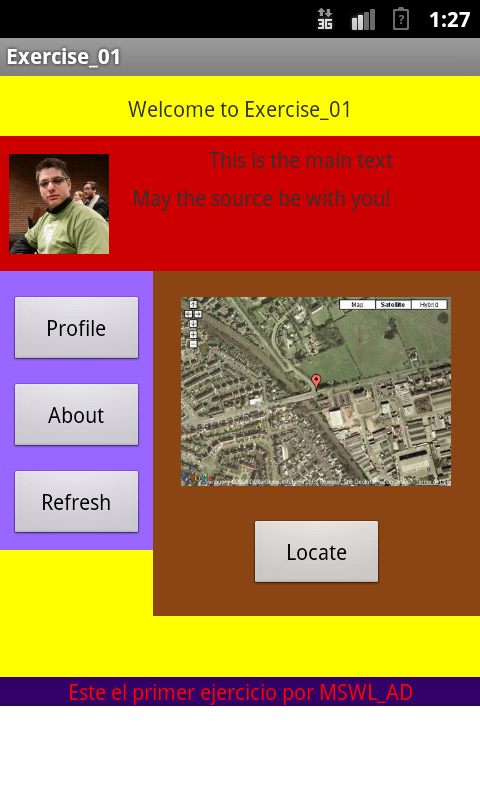 3G
1:27
Exercise_01
Welcome to Exercise_01
This is the main text
May the source be with you!
Profile
About
Refresh
Map Satellite Hybrid
Locate
Este el primer ejercicio por MSWL_AD